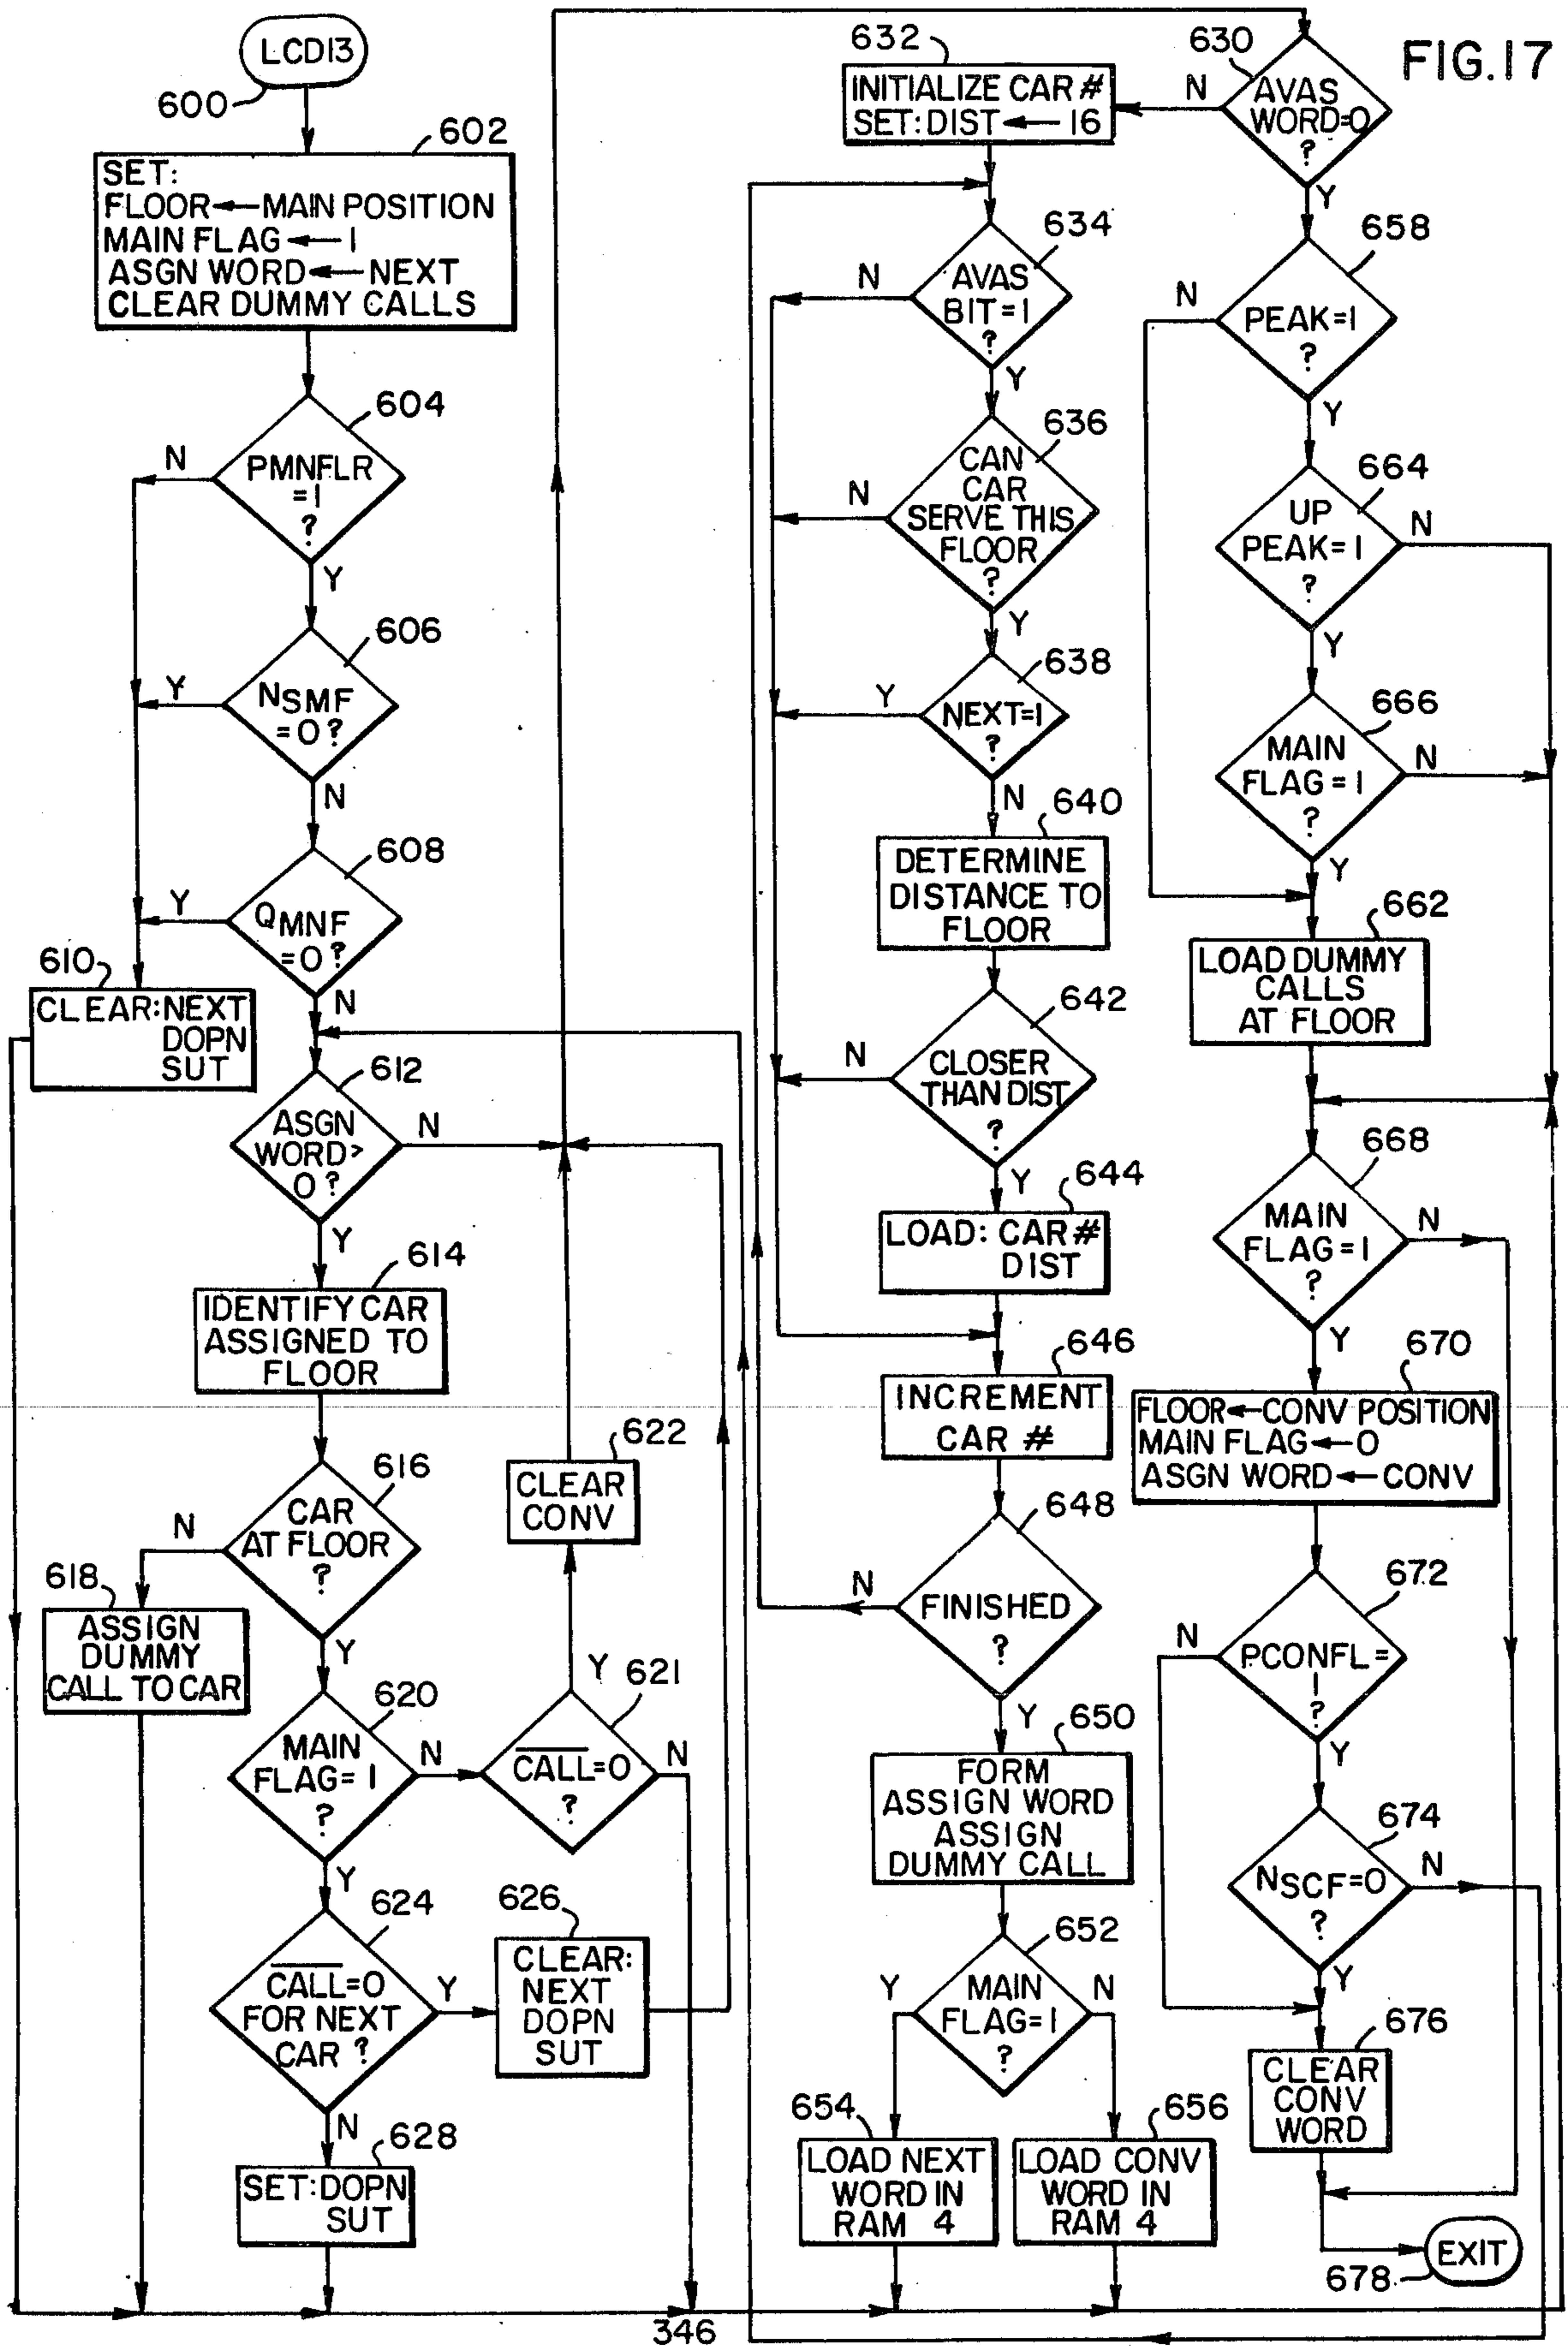 FIG.17
LCD13
600
602
SET:
FLOOR←MAIN POSITION
MAIN FLAG←1
ASGN WORD←NEXT
CLEAR DUMMY CALLS
604
PMNFLR
=1
?
N
Y
606
NSMF
=0?
Y
N
608
QMNF
=0?
Y
N
610
CLEAR:NEXT
DOPN
SUT
612
ASGN
WORD>
0?
N
Y
614
IDENTIFY CAR
ASSIGNED TO
FLOOR
616
CAR
AT FLOOR
?
N
Y
618
ASSIGN
DUMMY
CALL TO CAR
620
MAIN
FLAG=1
?
N
Y
621
CALL=0
?
Y
N
622
CLEAR
CONV
624
CALL=0
FOR NEXT
CAR ?
Y
N
626
CLEAR:
NEXT
DOPN
SUT
628
SET:DOPN
SUT
346
630
AVAS
WORD=0
?
N
Y
632
INITIALIZE CAR #
SET:DIST←16
634
AVAS
BIT=1
?
N
Y
636
CAN
CAR
SERVE THIS
FLOOR
?
N
Y
638
NEXT=1
?
Y
N
640
DETERMINE
DISTANCE TO
FLOOR
642
CLOSER
THAN DIST
?
N
Y
644
LOAD: CAR #
DIST
646
INCREMENT
CAR #
648
FINISHED
?
N
Y
650
FORM
ASSIGN WORD
ASSIGN
DUMMY CALL
652
MAIN
FLAG=1
?
Y
N
654
LOAD NEXT
WORD IN
RAM 4
656
LOAD CONV
WORD IN
RAM 4
658
PEAK=1
?
N
Y
664
UP
PEAK=1
?
N
Y
666
MAIN
FLAG=1
?
N
Y
662
LOAD DUMMY
CALLS
AT FLOOR
668
MAIN
FLAG=1
?
N
Y
670
FLOOR←CONV POSITION
MAIN FLAG←0
ASGN WORD←CONV
672
PCONFL=
1
?
N
Y
674
NSCF=0
?
N
Y
676
CLEAR
CONV
WORD
EXIT
678